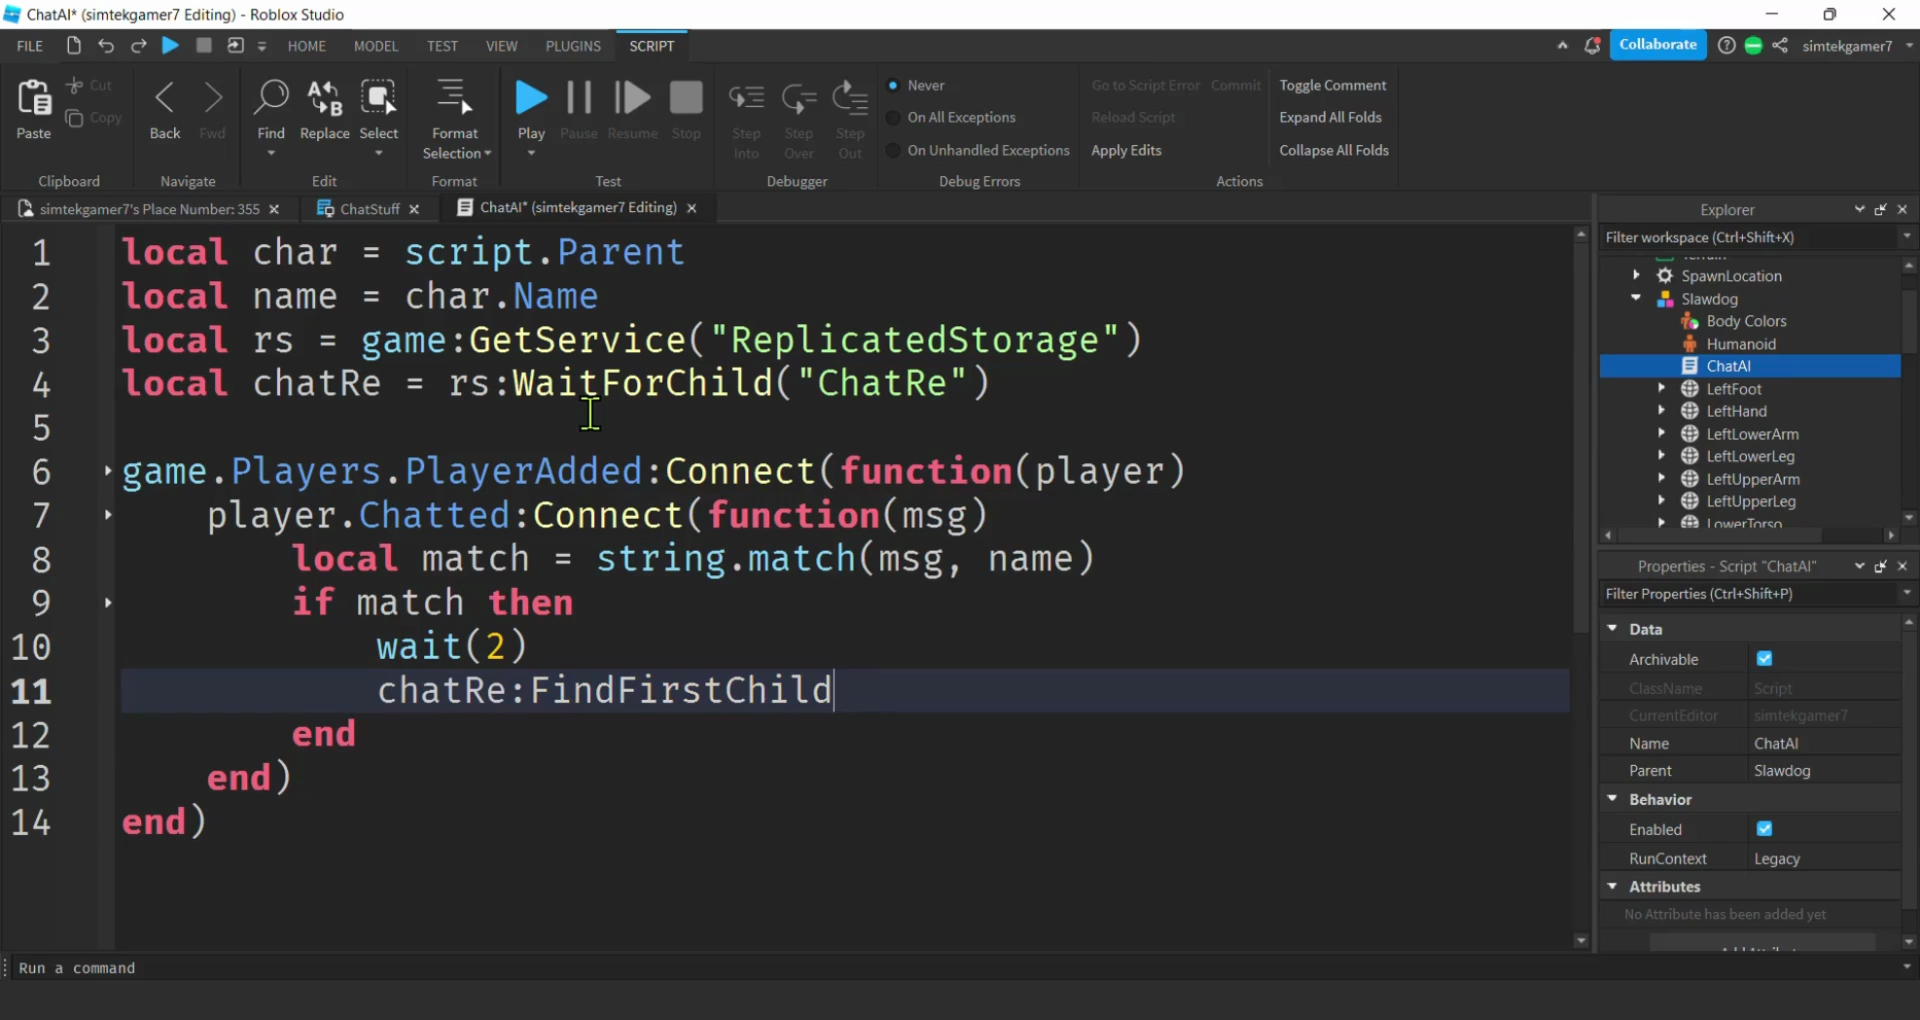 ChatAI* (simtekgamer7 Editing) - Roblox Studio
FILE HOME MODEL TEST VIEW PLUGINS SCRIPT Collaborate simtekgamer7
Paste
Cut
Copy
Clipboard
Back
Fwd
Navigate
Find
Replace
Select
Edit
Format
Selection
Format
Play
Pause
Resume
Stop
Test
Step
Into
Step
Over
Step
Out
Debugger
Never
On All Exceptions
On Unhandled Exceptions
Debug Errors
Go to Script Error
Commit
Reload Script
Apply Edits
Toggle Comment
Expand All Folds
Collapse All Folds
Actions
simtekgamer7's Place Number: 355
ChatStuff
ChatAI* (simtekgamer7 Editing)
1 local char = script.Parent
2 local name = char.Name
3 local rs = game:GetService("ReplicatedStorage")
4 local chatRe = rs:WaitForChild("ChatRe")
5
6 game.Players.PlayerAdded:Connect(function(player)
7 player.Chatted:Connect(function(msg)
8 local match = string.match(msg, name)
9 if match then
10 wait(2)
11 chatRe:FindFirstChild
12 end
13 end)
14 end)
Explorer
Filter workspace (Ctrl+Shift+X)
Terrain
SpawnLocation
Slawdog
Body Colors
Humanoid
ChatAI
LeftFoot
LeftHand
LeftLowerArm
LeftLowerLeg
LeftUpperArm
LeftUpperLeg
LowerTorso
Properties - Script "ChatAI"
Filter Properties (Ctrl+Shift+P)
Data
Archivable
ClassName Script
CurrentEditor simtekgamer7
Name ChatAI
Parent Slawdog
Behavior
Enabled
RunContext Legacy
Attributes
No Attribute has been added yet
Run a command